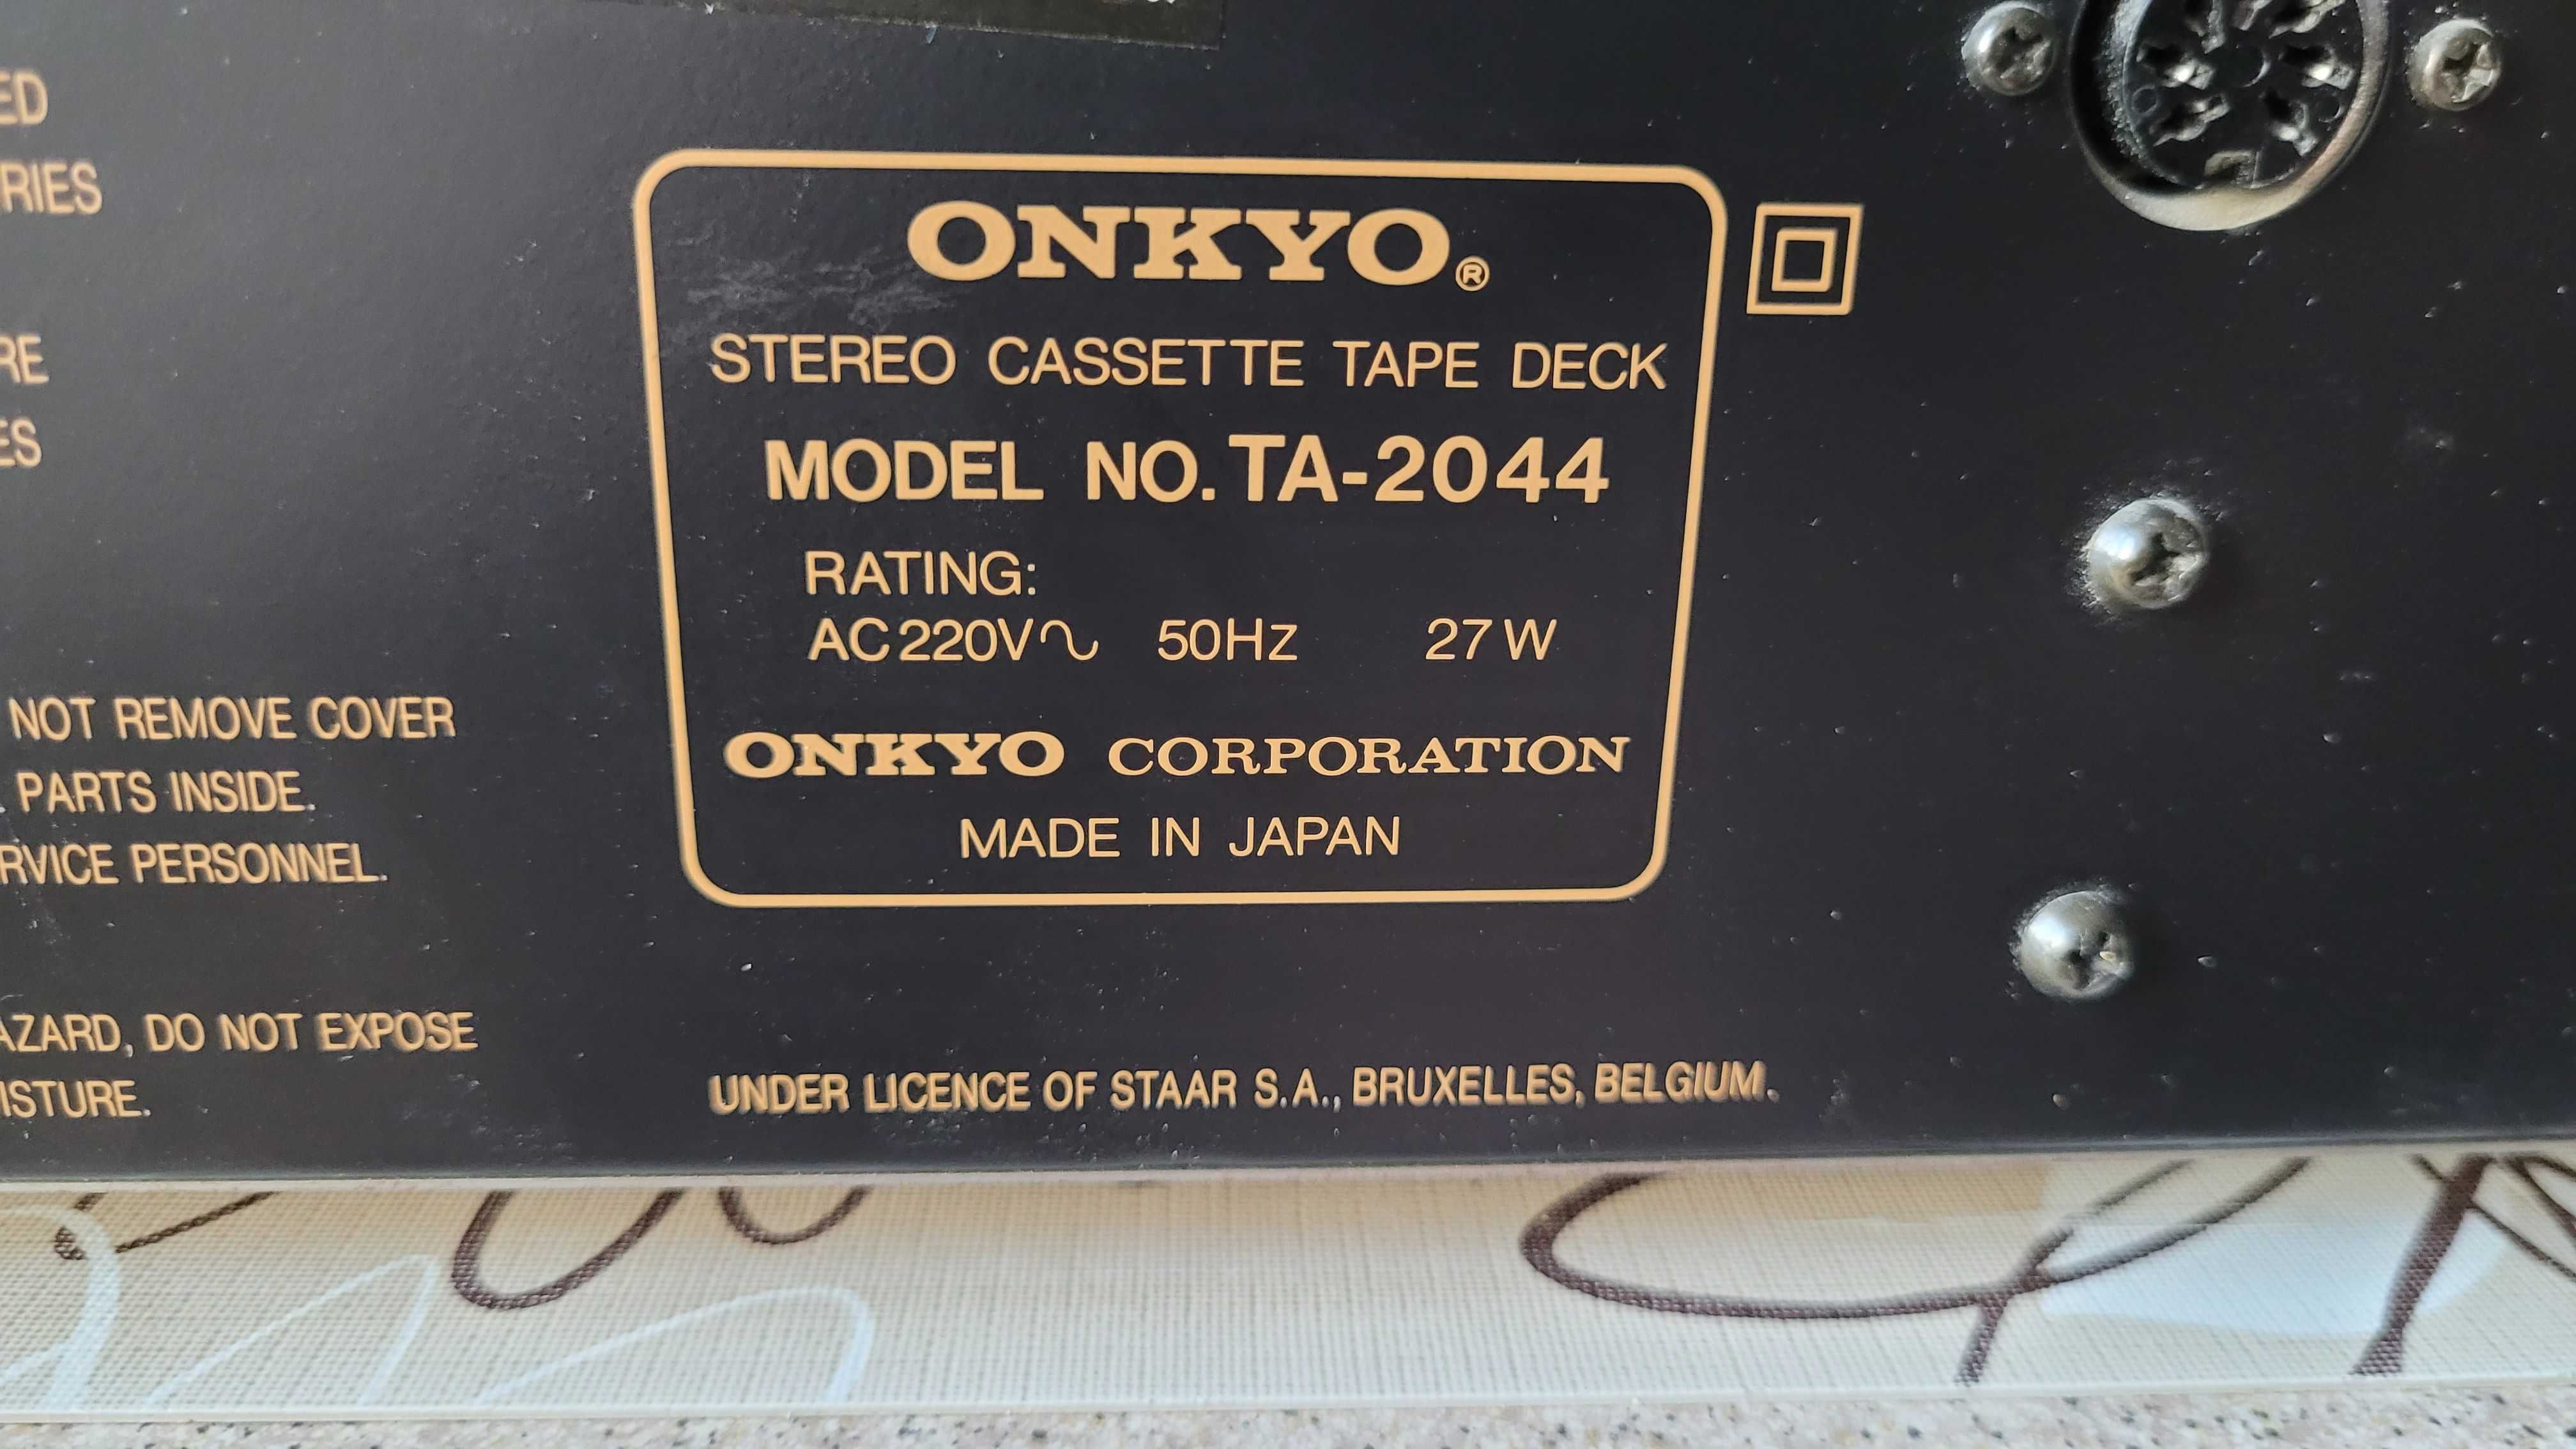 ED
RIES
RE
ES
NOT REMOVE COVER
PARTS INSIDE.
RVICE PERSONNEL.
AZARD, DO NOT EXPOSE
ISTURE.
ONKYO®
STEREO CASSETTE TAPE DECK
MODEL NO. TA-2044
RATING:
AC 220V∿ 50Hz 27 W
ONKYO CORPORATION
MADE IN JAPAN
UNDER LICENCE OF STAAR S.A., BRUXELLES, BELGIUM.